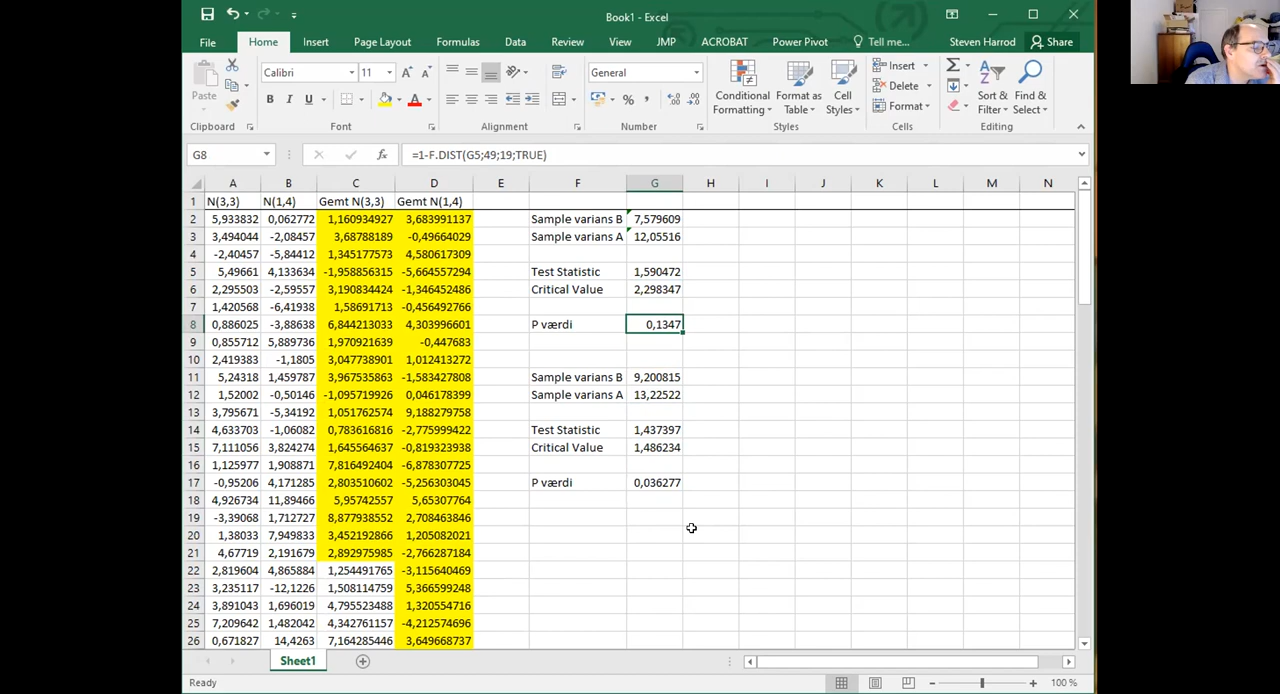 Book1 - Excel
File Home Insert Page Layout Formulas Data Review View JMP ACROBAT Power Pivot Tell me... Steven Harrod Share
Calibri 11 General
Insert
Delete
Format
B I U
Paste
Conditional Formatting
Format as Table
Cell Styles
Sort & Filter
Find & Select
Clipboard Font Alignment Number Styles Cells Editing
G8 fx =1-F.DIST(G5;49;19;TRUE)
A B C D E F G H I J K L M N
1 N(3,3) N(1,4) Gemt N(3,3) Gemt N(1,4)
2 5,933832 0,062772 1,160934927 3,683991137 Sample varians B 7,579609
3 3,494044 -2,08457 3,68788189 -0,49664029 Sample varians A 12,05516
4 -2,40457 -5,84412 1,345177573 4,580617309
5 5,49661 4,133634 -1,958856315 -5,664557294 Test Statistic 1,590472
6 2,295503 -2,59557 3,190834424 -1,346452486 Critical Value 2,298347
7 1,420568 -6,41938 1,58691713 -0,456492766
8 0,886025 -3,88638 6,844213033 4,303996601 P værdi 0,1347
9 0,855712 5,889736 1,970921639 -0,447683
10 2,419383 -1,1805 3,047738901 1,012413272
11 5,24318 1,459787 3,967535863 -1,583427808 Sample varians B 9,200815
12 1,52002 -0,50146 -1,095719926 0,046178399 Sample varians A 13,22522
13 3,795671 -5,34192 1,051762574 9,188279758
14 4,633703 -1,06082 0,783616816 -2,775999422 Test Statistic 1,437397
15 7,111056 3,824274 1,645564637 -0,819323938 Critical Value 1,486234
16 1,125977 1,908871 7,816492404 -6,878307725
17 -0,95206 4,171285 2,803510602 -5,256303045 P værdi 0,036277
18 4,926734 11,89466 5,95742557 5,65307764
19 -3,39068 1,712727 8,877938552 2,708463846
20 1,38033 7,949833 3,452192866 1,205082021
21 4,67719 2,191679 2,892975985 -2,766287184
22 2,819604 4,865884 1,254491765 -3,115640469
23 3,235117 -12,1226 1,508114759 5,366599248
24 3,891043 1,696019 4,795523488 1,320554716
25 7,209642 1,482042 4,342761157 -4,212574696
26 0,671827 14,4263 7,164285446 3,649668737
Sheet1
Ready 100 %